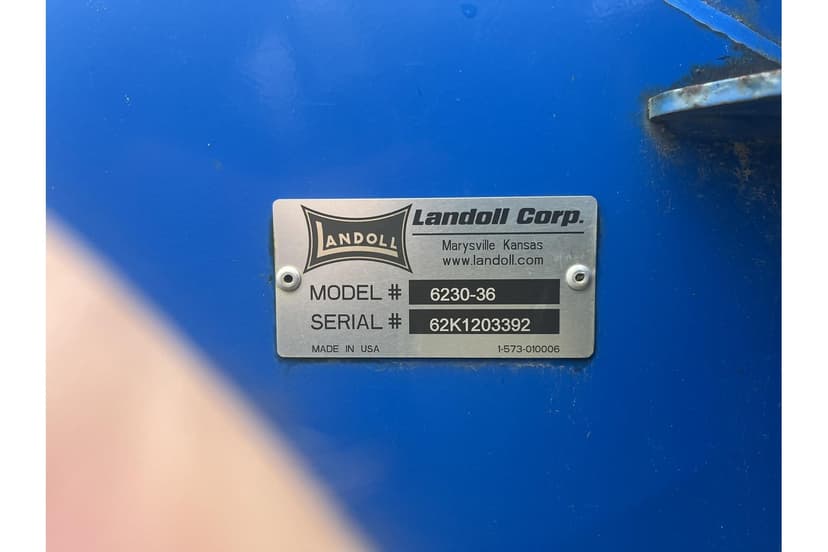 LANDOLL
Landoll Corp.
Marysville Kansas
www.landoll.com
MODEL # 6230-36
SERIAL # 62K1203392
MADE IN USA 1-573-010006